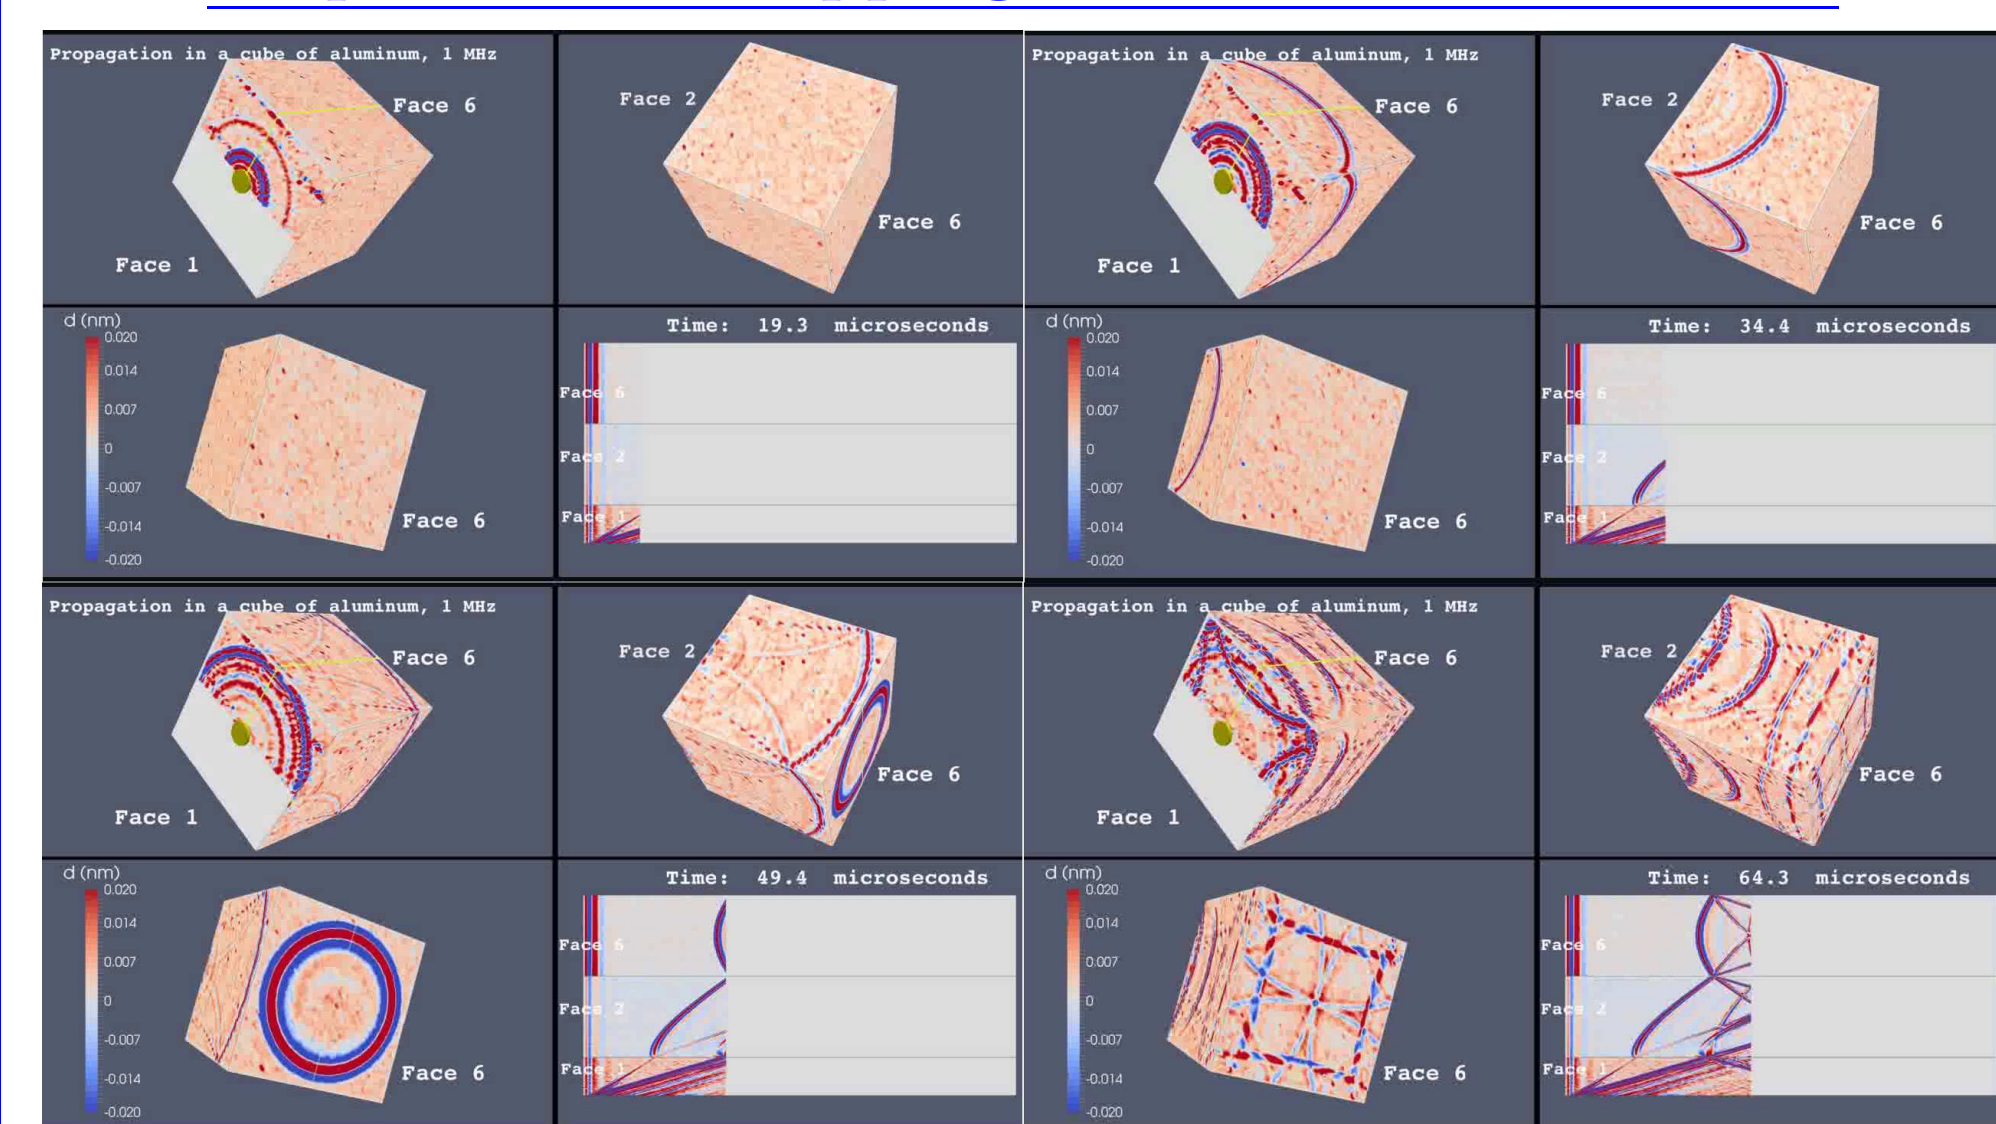 Propagation in a cube of aluminum, 1 MHz
Face 6
Face 1
Face 2
Face 6
d (nm)
0.020
0.014
0.007
0
-0.007
-0.014
-0.020
Face 6
Time: 19.3 microseconds
Face 6
Face 2
Face 1
Propagation in a cube of aluminum, 1 MHz
Face 6
Face 1
Face 2
Face 6
d (nm)
0.020
0.014
0.007
0
-0.007
-0.014
-0.020
Face 6
Time: 34.4 microseconds
Face 6
Face 2
Face 1
Propagation in a cube of aluminum, 1 MHz
Face 6
Face 1
Face 2
Face 6
d (nm)
0.020
0.014
0.007
0
-0.007
-0.014
-0.020
Face 6
Time: 49.4 microseconds
Face 6
Face 2
Face 1
Propagation in a cube of aluminum, 1 MHz
Face 6
Face 1
Face 2
Face 6
d (nm)
0.020
0.014
0.007
0
-0.007
-0.014
-0.020
Face 6
Time: 64.3 microseconds
Face 6
Face 2
Face 1